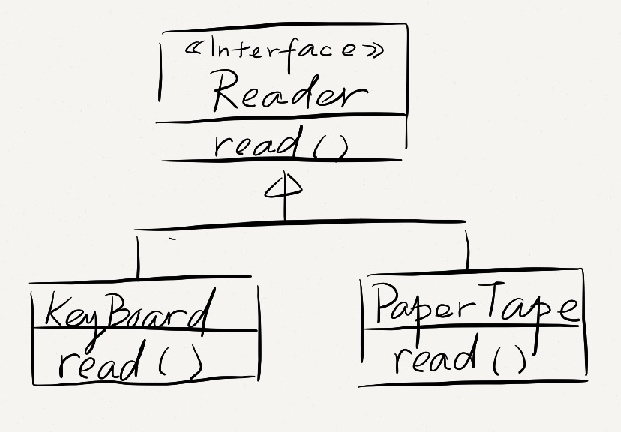 ≪Interface≫
Reader
read()
KeyBoard
read()
PaperTape
read()